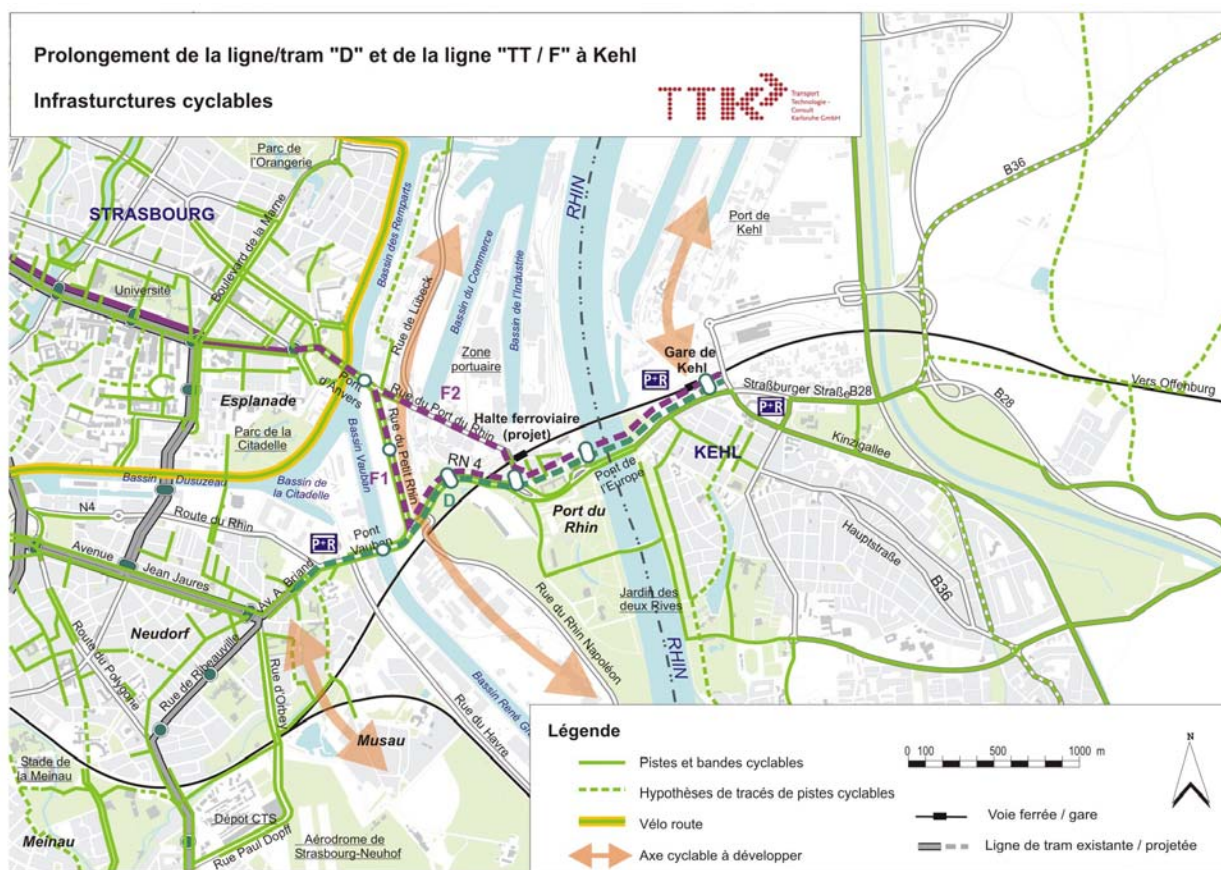 Prolongement de la ligne/tram "D" et de la ligne "TT / F" à Kehl
Infrasturctures cyclables
TTK
Transport
Technologie -
Consult
Karlsruhe GmbH
Parc de
l'Orangerie
STRASBOURG
Boulevard de la Marne
Bassin des Remparts
Université
Rue de Lübeck
Bassin du Commerce
Bassin de l'Industrie
RHIN
Port de
Kehl
B36
Zone
portuaire
Gare de
Kehl
P+R
Vers Offenburg
Pont
d'Anvers
Esplanade
F2
Rue du Port du Rhin
Halte ferroviaire
(projet)
Straßburger Straße
B28
B28
P+R
Parc de la
Citadelle
Bassin Vauban
Rue du Petit Rhin
F1
RN 4
D
KEHL
Kinzigallee
Pont de
l'Europe
Bassin Dusuzeau
Bassin de
la Citadelle
N4
Route du Rhin
P+R
Pont
Vauban
Port du
Rhin
Hauptstraße
B36
Avenue Jean Jaures
Av. A. Briand
Jardin des
deux Rives
RHIN
Neudorf
Route du Polygone
Rue de Ribeauville
Rue d'Orbey
Rue du Rhin Napoléon
Bassin René Gr
Rue du Havre
Musau
Stade de
la Meinau
Meinau
Dépot CTS
Rue Paul Dopff
Aérodrome de
Strasbourg-Neuhof
Légende
Pistes et bandes cyclables
Hypothèses de tracés de pistes cyclables
Vélo route
Axe cyclable à développer
0 100 500 1000 m
Voie ferrée / gare
Ligne de tram existante / projetée
N